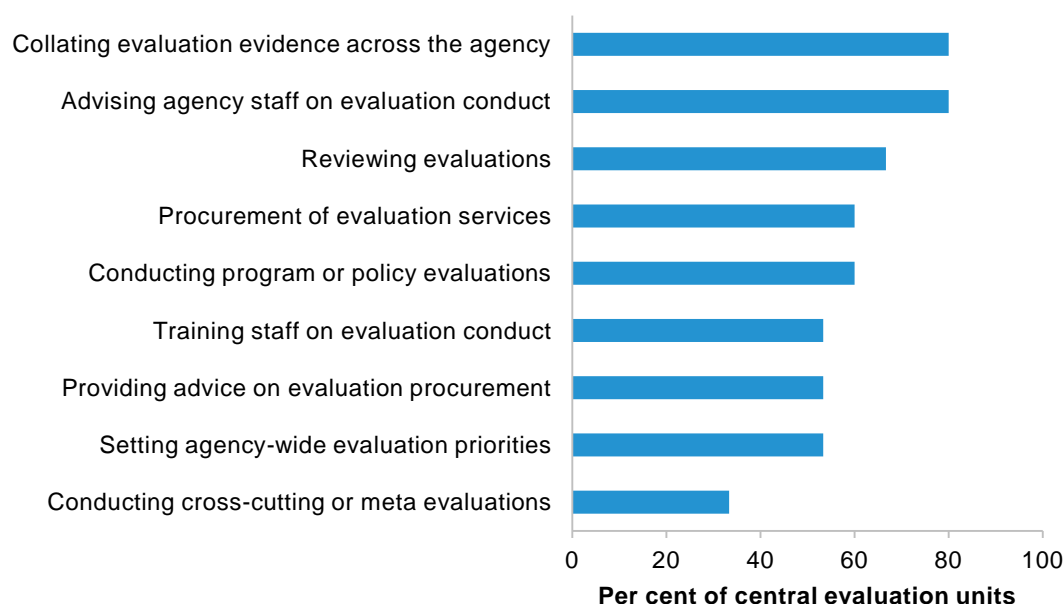 Collating evaluation evidence across the agency
Advising agency staff on evaluation conduct
Reviewing evaluations
Procurement of evaluation services
Conducting program or policy evaluations
Training staff on evaluation conduct
Providing advice on evaluation procurement
Setting agency-wide evaluation priorities
Conducting cross-cutting or meta evaluations
0 20 40 60 80 100
Per cent of central evaluation units